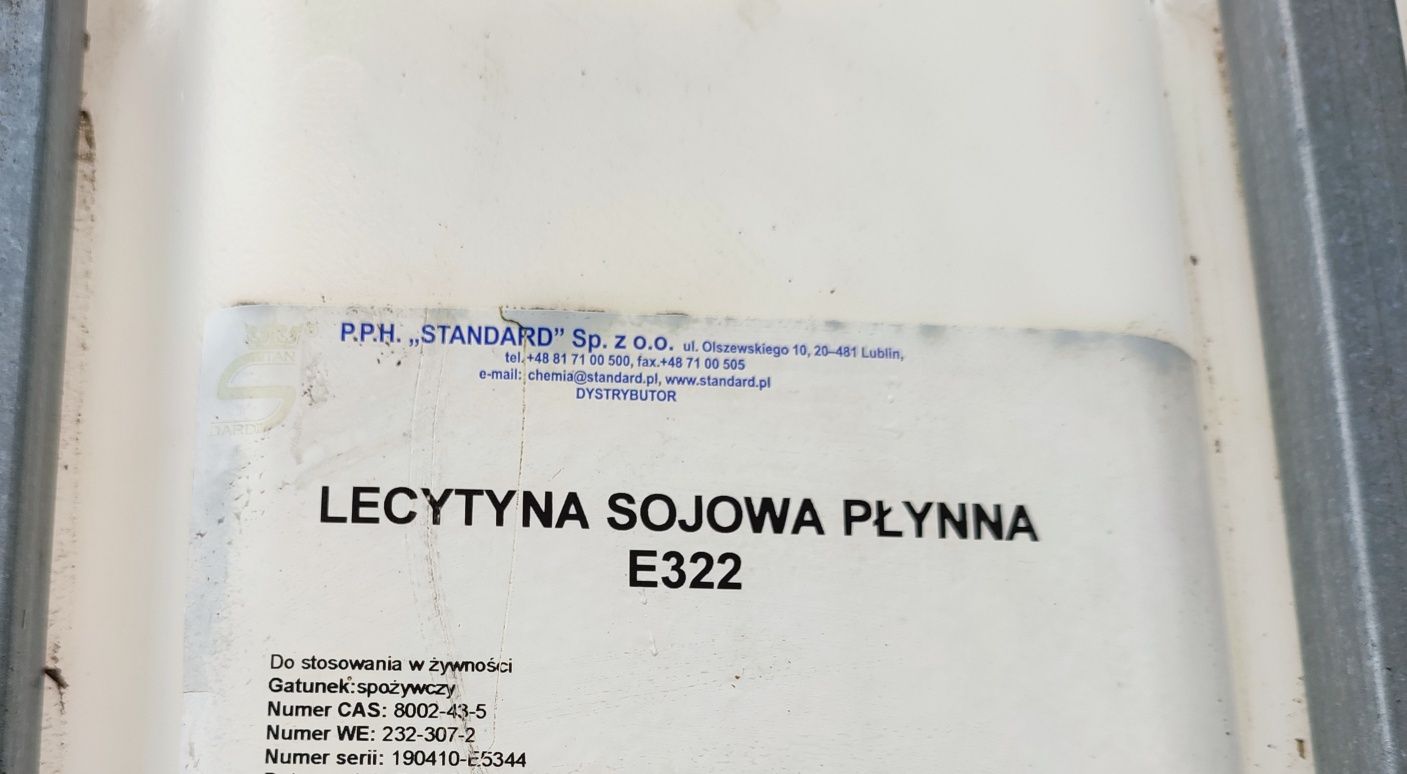 P.P.H. „STANDARD” Sp. z o.o. ul. Olszewskiego 10, 20–481 Lublin,
tel.+48 81 71 00 500, fax.+48 71 00 505
e-mail: chemia@standard.pl, www.standard.pl
DYSTRYBUTOR
LECYTYNA SOJOWA PŁYNNA
E322
Do stosowania w żywności
Gatunek:spożywczy
Numer CAS: 8002-43-5
Numer WE: 232-307-2
Numer serii: 190410-E5344